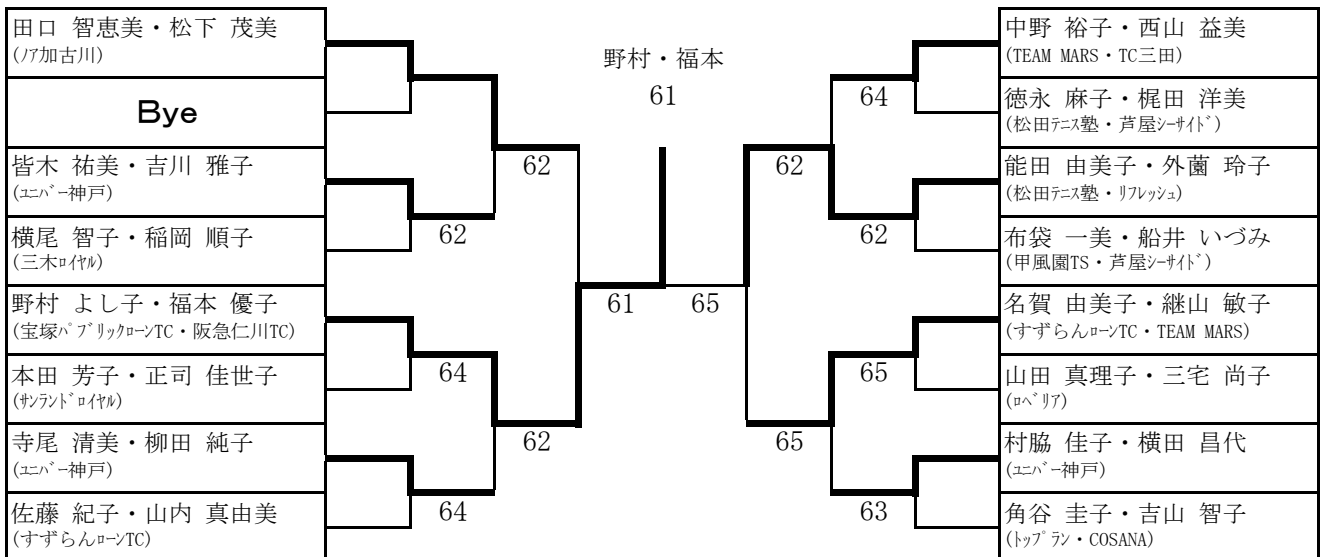 田口 智恵美・松下 茂美
(ノア加古川)
Bye
皆木 祐美・吉川 雅子
(ﾕﾆﾊﾞｰ神戸)
横尾 智子・稲岡 順子
(三木ﾛｲﾔﾙ)
野村 よし子・福本 優子
(宝塚ﾊﾟﾌﾞﾘｯｸﾛｰﾝTC・阪急仁川TC)
本田 芳子・正司 佳世子
(ｻﾝﾗﾝﾄﾞﾛｲﾔﾙ)
寺尾 清美・柳田 純子
(ﾕﾆﾊﾞｰ神戸)
佐藤 紀子・山内 真由美
(すずらんﾛｰﾝTC)
62
64
64
62
62
61
野村・福本
61
65
62
65
64
62
65
63
中野 裕子・西山 益美
(TEAM MARS・TC三田)
徳永 麻子・梶田 洋美
(松田ﾃﾆｽ塾・芦屋ｼｰｻｲﾄﾞ)
能田 由美子・外薗 玲子
(松田ﾃﾆｽ塾・ﾘﾌﾚｯｼｭ)
布袋 一美・船井 いづみ
(甲風園TS・芦屋ｼｰｻｲﾄﾞ)
名賀 由美子・継山 敏子
(すずらんﾛｰﾝTC・TEAM MARS)
山田 真理子・三宅 尚子
(ﾛﾍﾞﾘｱ)
村脇 佳子・横田 昌代
(ﾕﾆﾊﾞｰ神戸)
角谷 圭子・吉山 智子
(ﾄｯﾌﾟﾗﾝ・COSANA)